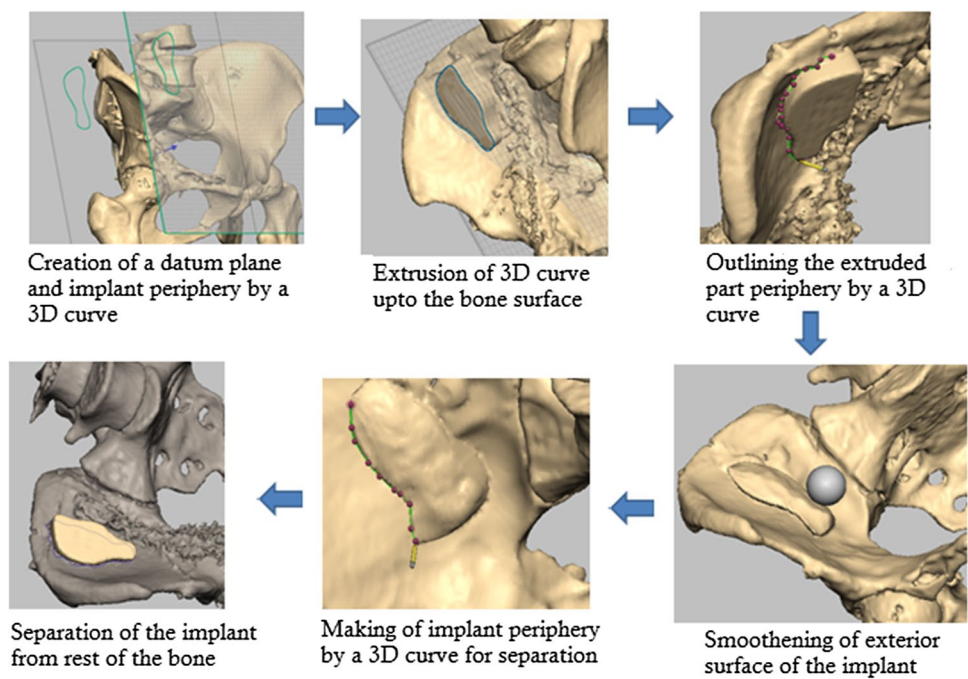 Creation of a datum plane
and implant periphery by a
3D curve
Extrusion of 3D curve
upto the bone surface
Outlining the extruded
part periphery by a 3D
curve
Smoothening of exterior
surface of the implant
Making of implant periphery
by a 3D curve for separation
Separation of the implant
from rest of the bone